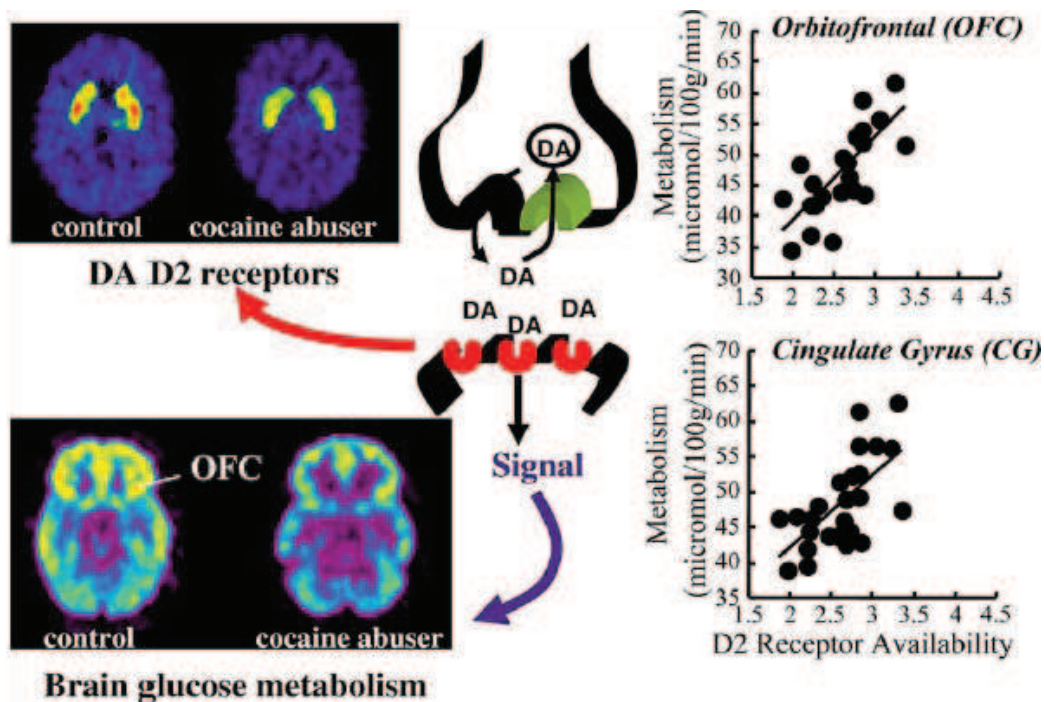 control
cocaine abuser
DA D2 receptors
DA
DA
DA
DA
DA
Signal
OFC
control
cocaine abuser
Brain glucose metabolism
Orbitofrontal (OFC)
Metabolism
(micromol/100g/min)
70
65
60
55
50
45
40
35
30
1.5 2 2.5 3 3.5 4 4.5
Cingulate Gyrus (CG)
Metabolism
(micromol/100g/min)
70
65
60
55
50
45
40
35
1.5 2 2.5 3 3.5 4 4.5
D2 Receptor Availability